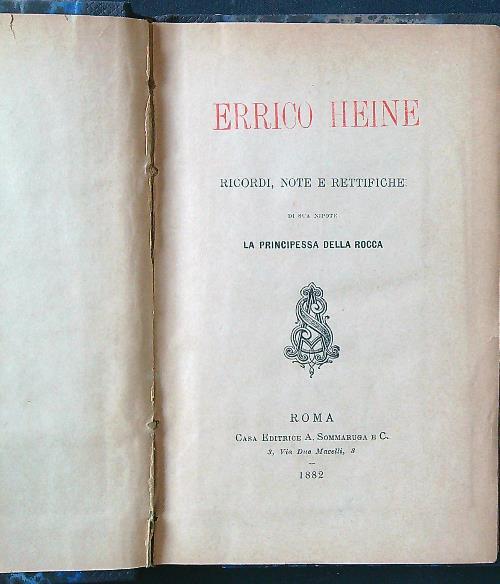 ERRICO HEINE
RICORDI, NOTE E RETTIFICHE
DI SUA NIPOTE
LA PRINCIPESSA DELLA ROCCA
ROMA
CASA EDITRICE A. SOMMARUGA E C.
3, Via Due Macelli, 3
1882